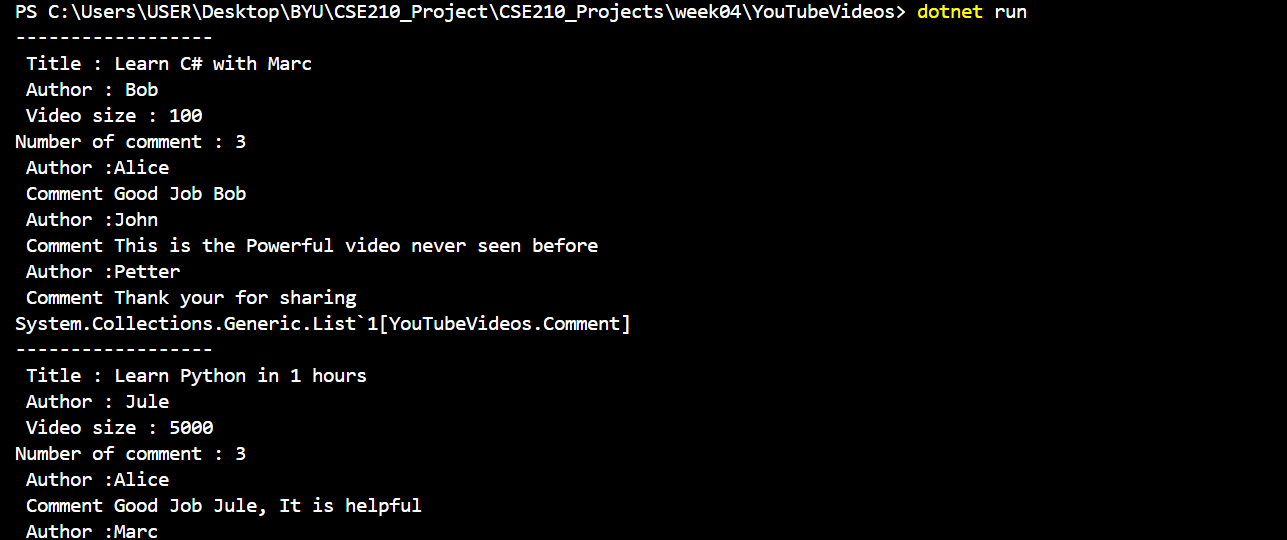 PS C:\Users\USER\Desktop\BYU\CSE210_Project\CSE210_Projects\week04\YouTubeVideos> dotnet run
------------------
 Title : Learn C# with Marc
 Author : Bob
 Video size : 100
Number of comment : 3
 Author :Alice
 Comment Good Job Bob
 Author :John
 Comment This is the Powerful video never seen before
 Author :Petter
 Comment Thank your for sharing
System.Collections.Generic.List`1[YouTubeVideos.Comment]
------------------
 Title : Learn Python in 1 hours
 Author : Jule
 Video size : 5000
Number of comment : 3
 Author :Alice
 Comment Good Job Jule, It is helpful
 Author :Marc